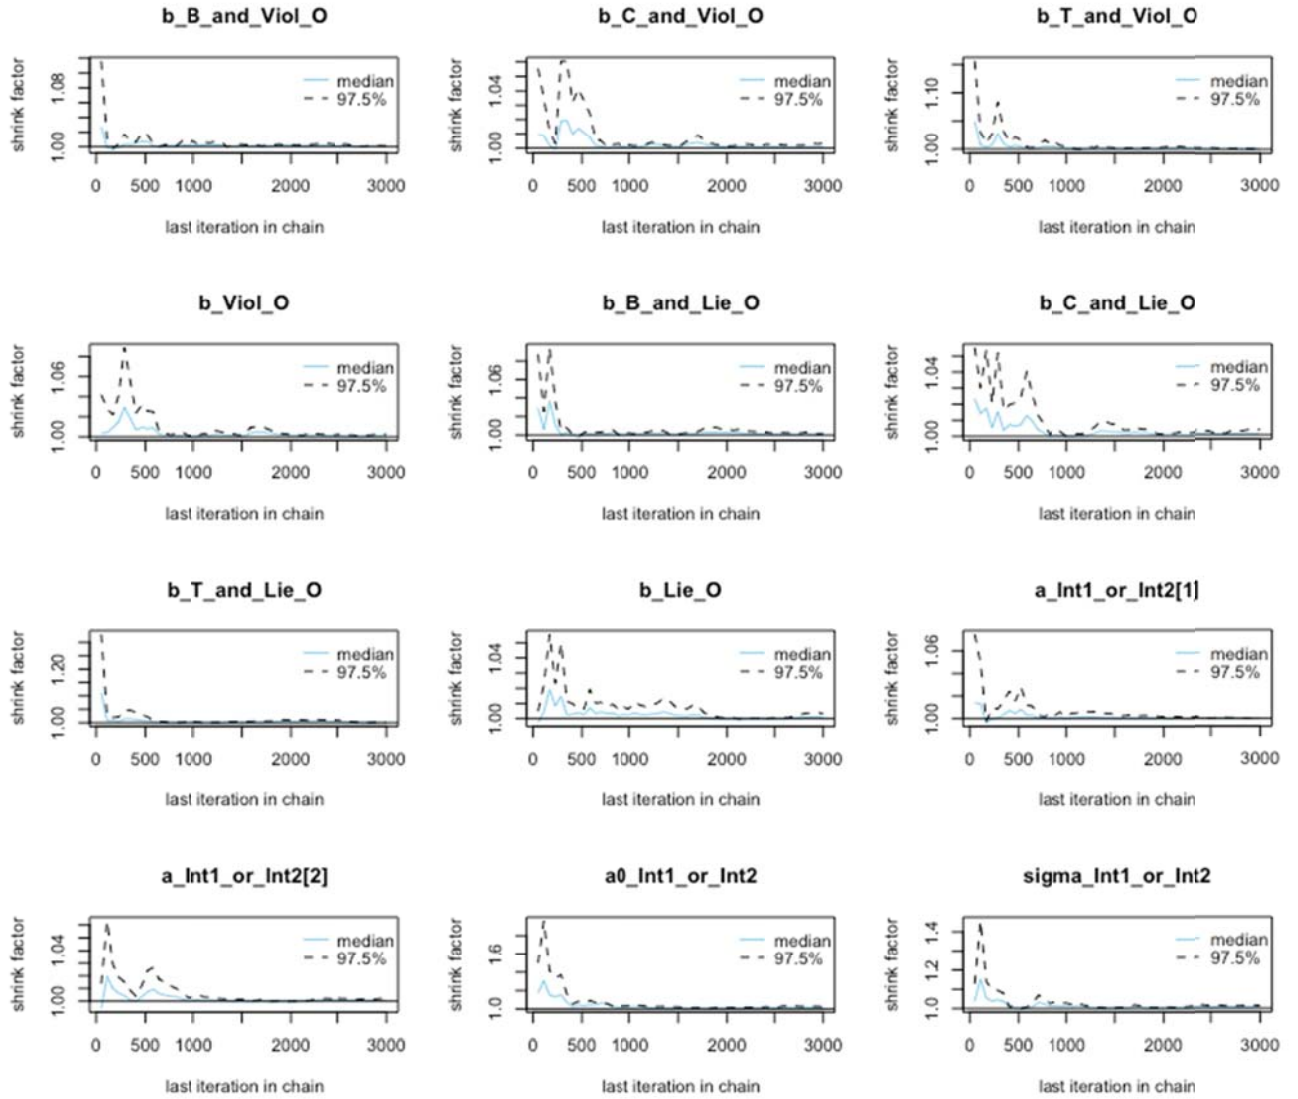 b_B_and_Viol_O
b_C_and_Viol_O
b_T_and_Viol_O
shrink factor
1.00 1.08
median
97.5%
0 500 1000 2000 3000
last iteration in chain
shrink factor
1.00 1.04
median
97.5%
0 500 1000 2000 3000
last iteration in chain
shrink factor
1.00 1.10
median
97.5%
0 500 1000 2000 3000
last iteration in chain
b_Viol_O
b_B_and_Lie_O
b_C_and_Lie_O
shrink factor
1.00 1.06
median
97.5%
0 500 1000 2000 3000
last iteration in chain
shrink factor
1.00 1.06
median
97.5%
0 500 1000 2000 3000
last iteration in chain
shrink factor
1.00 1.04
median
97.5%
0 500 1000 2000 3000
last iteration in chain
b_T_and_Lie_O
b_Lie_O
a_Int1_or_Int2[1]
shrink factor
1.00 1.20
median
97.5%
0 500 1000 2000 3000
last iteration in chain
shrink factor
1.00 1.04
median
97.5%
0 500 1000 2000 3000
last iteration in chain
shrink factor
1.00 1.06
median
97.5%
0 500 1000 2000 3000
last iteration in chain
a_Int1_or_Int2[2]
a0_Int1_or_Int2
sigma_Int1_or_Int2
shrink factor
1.00 1.04
median
97.5%
0 500 1000 2000 3000
last iteration in chain
shrink factor
1.0 1.6
median
97.5%
0 500 1000 2000 3000
last iteration in chain
shrink factor
1.0 1.2 1.4
median
97.5%
0 500 1000 2000 3000
last iteration in chain